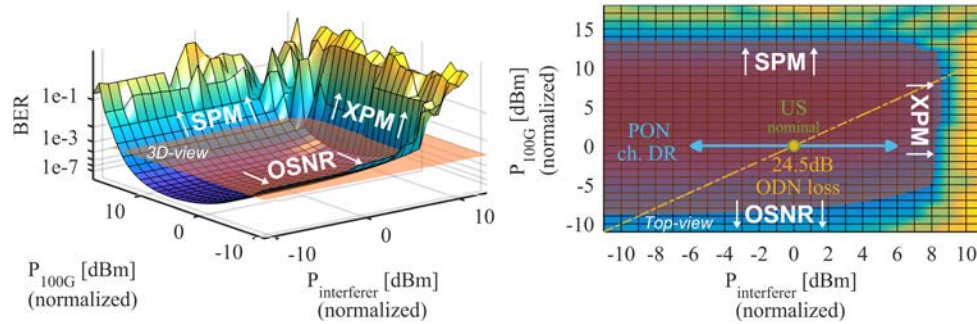 BER
1e-1
1e-3
1e-7
SPM
XPM
3D-view
OSNR
10
0
-10
-10
0
10
P100G [dBm]
(normalized)
Pinterferer [dBm]
(normalized)
P100G [dBm]
(normalized)
15
10
5
0
-5
-10
SPM
US
nominal
XPM
PON
ch. DR
24.5dB
ODN loss
OSNR
Top-view
-10 -8 -6 -4 -2 0 2 4 6 8 10
Pinterferer [dBm]
(normalized)